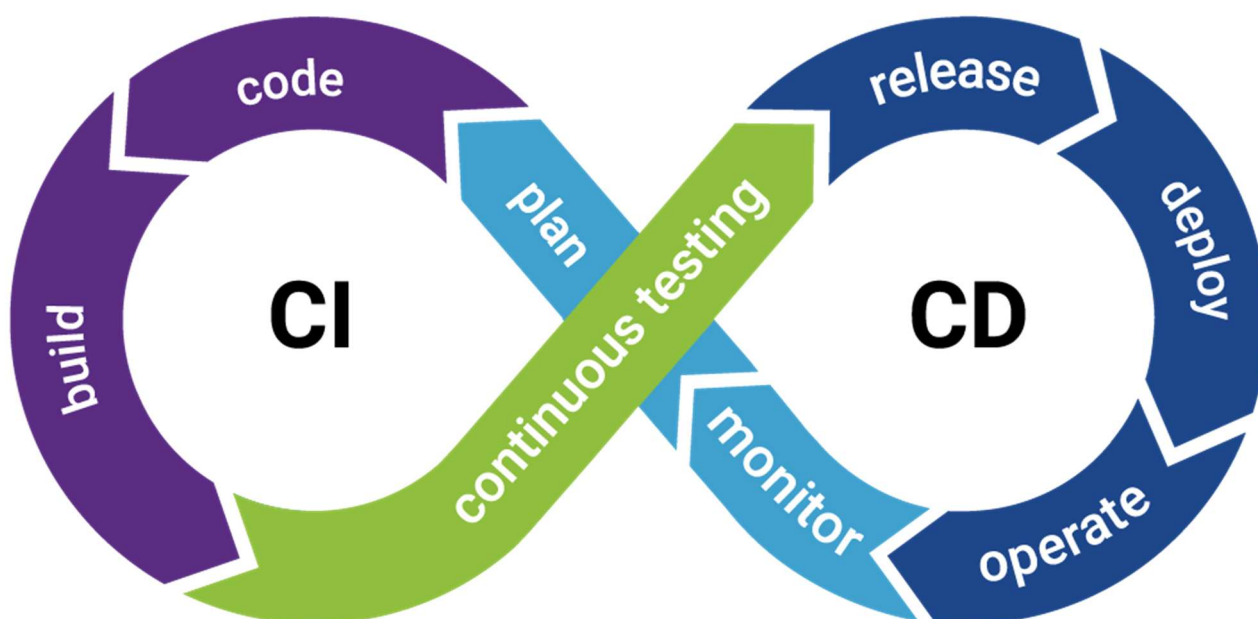 code
build
CI
plan
continuous testing
release
deploy
CD
monitor
operate